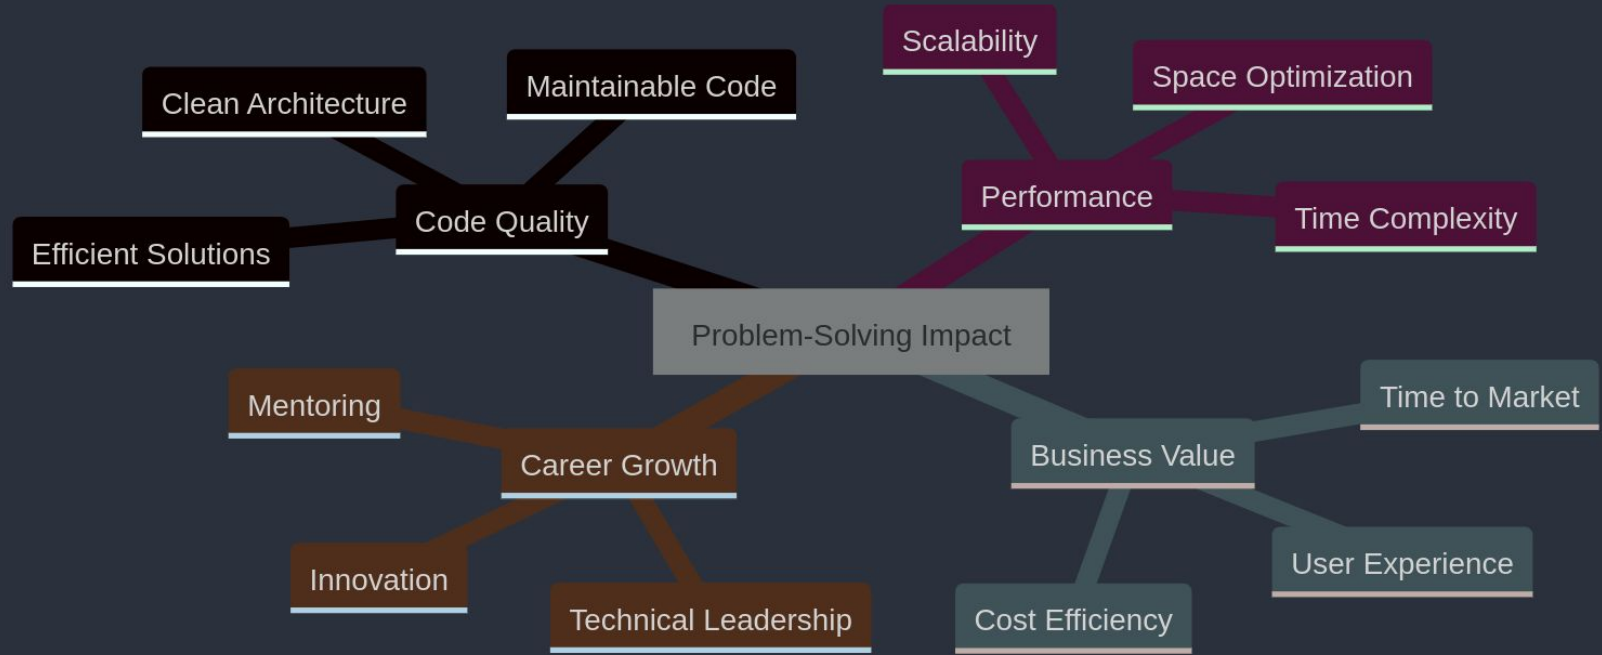 Scalability
Space Optimization
Maintainable Code
Clean Architecture
Performance
Time Complexity
Code Quality
Efficient Solutions
Problem-Solving Impact
Mentoring
Time to Market
Career Growth
Business Value
Innovation
User Experience
Technical Leadership
Cost Efficiency